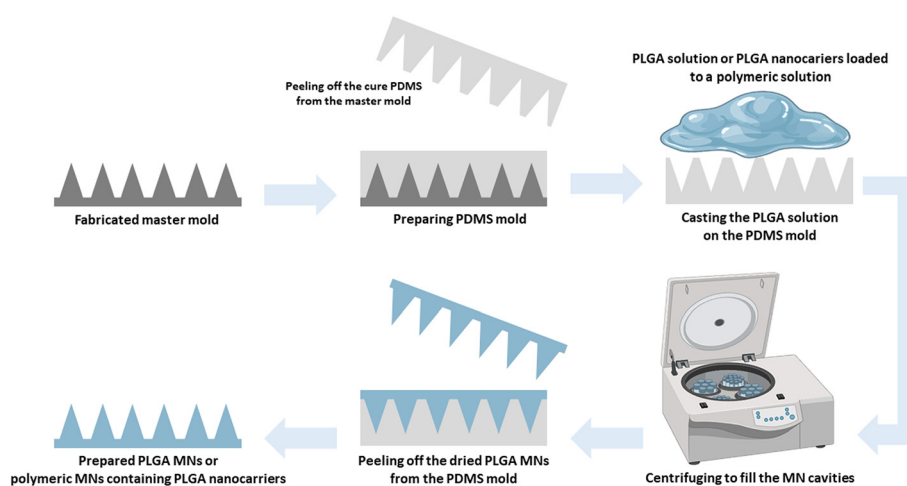 Peeling off the cure PDMS
from the master mold
PLGA solution or PLGA nanocariers loaded
to a polymeric solution
Fabricated master mold
Preparing PDMS mold
Casting the PLGA solution
on the PDMS mold
Prepared PLGA MNs or
polymeric MNs containing PLGA nanocarriers
Peeling off the dried PLGA MNs
from the PDMS mold
Centrifuging to fill the MN cavities